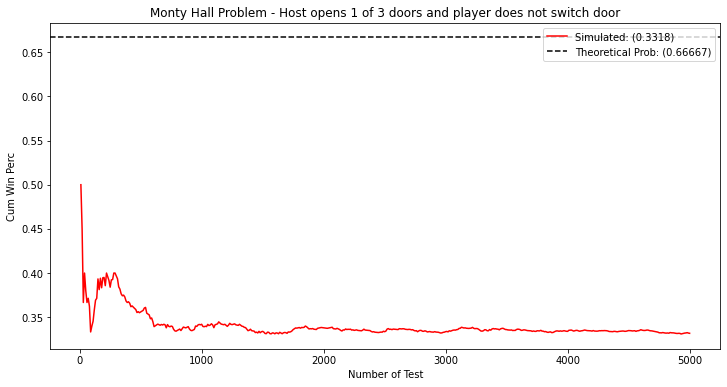 Monty Hall Problem - Host opens 1 of 3 doors and player does not switch door
Simulated: (0.3318)
Theoretical Prob: (0.66667)
Cum Win Perc
0.65
0.60
0.55
0.50
0.45
0.40
0.35
0 1000 2000 3000 4000 5000
Number of Test